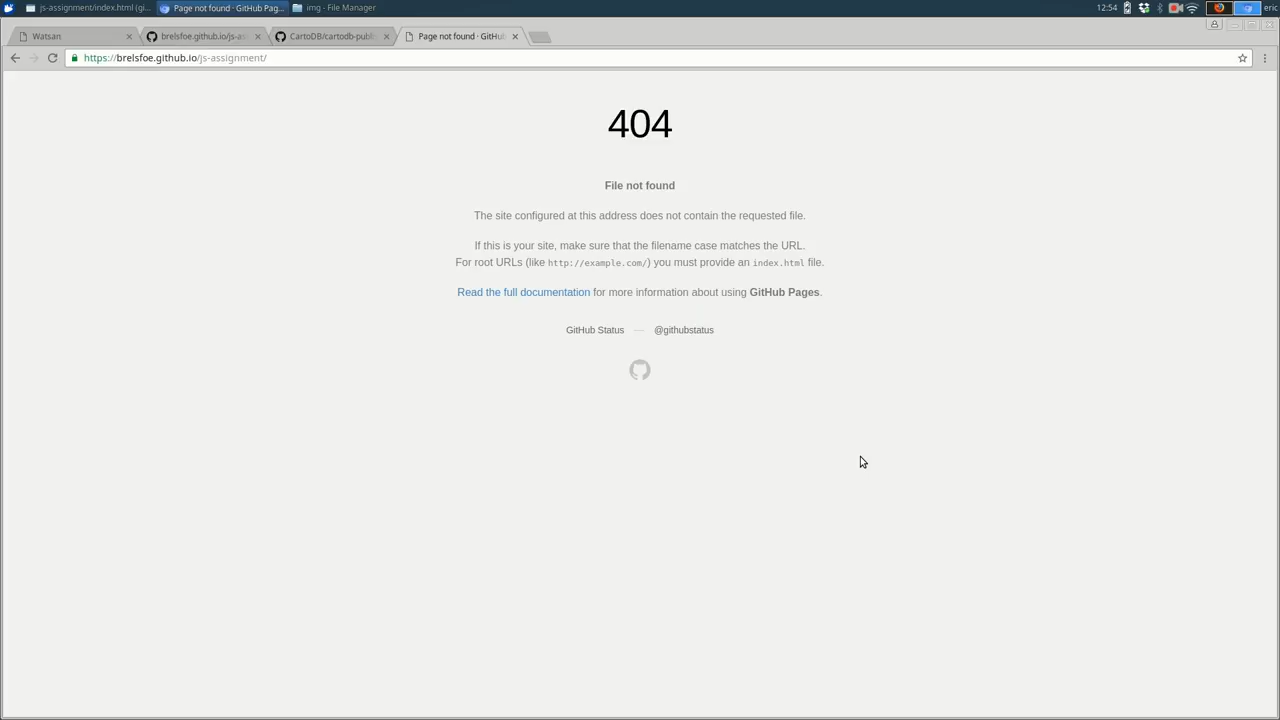 js-assignment/index.html (gi...
Page not found · GitHub Pag...
img - File Manager
12:54
eric
Watsan
brelsfoe.github.io/js-as
CartoDB/cartodb-publ
Page not found · GitHub
https://brelsfoe.github.io/js-assignment/
404
File not found
The site configured at this address does not contain the requested file.
If this is your site, make sure that the filename case matches the URL.
For root URLs (like http://example.com/) you must provide an index.html file.
Read the full documentation for more information about using GitHub Pages.
GitHub Status — @githubstatus